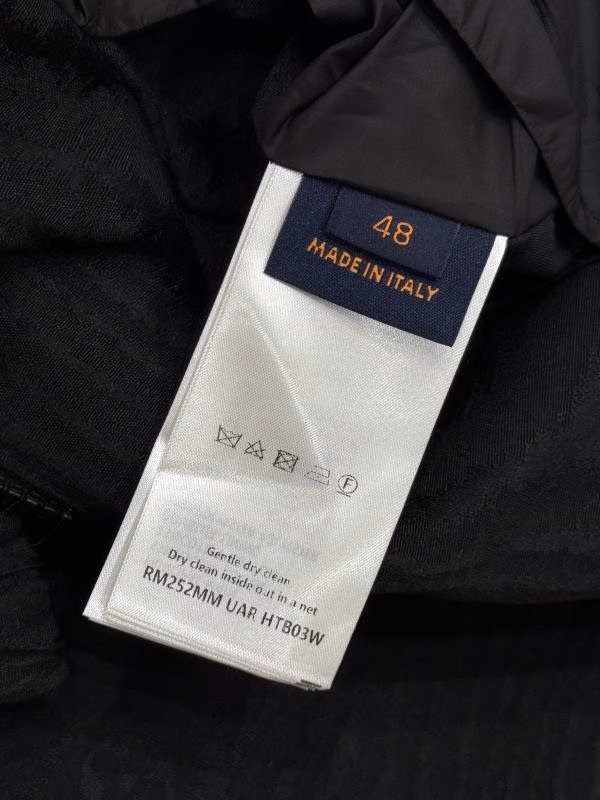 48
MADE IN ITALY
F
Gentle dry clean
Dry clean inside out in a net
RM252MM UAR HTB03W